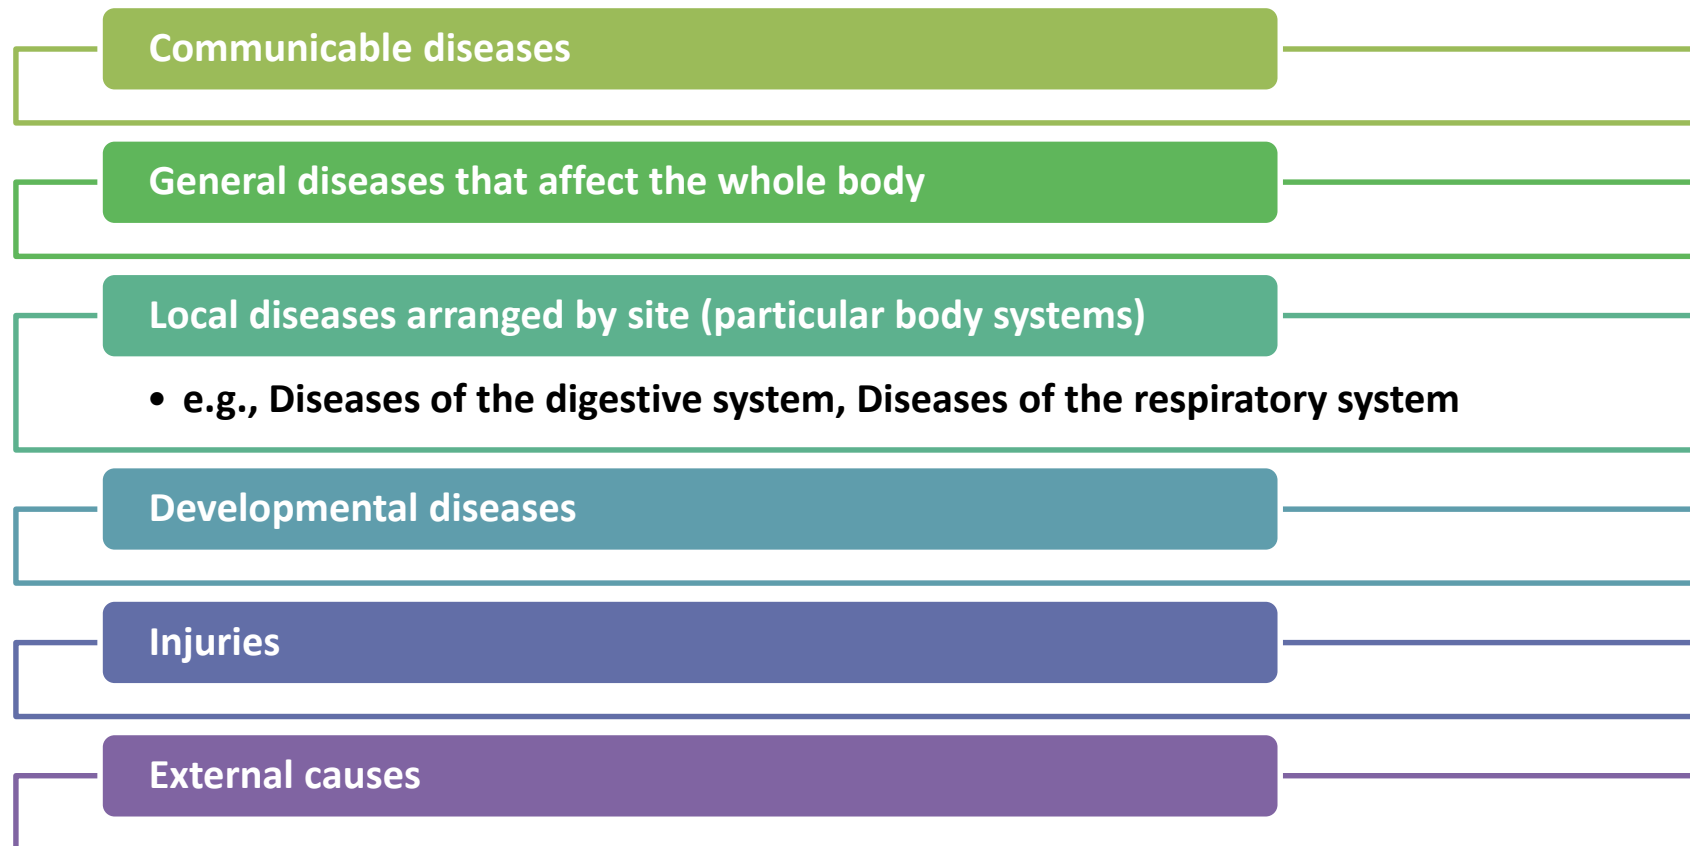 Communicable diseases
General diseases that affect the whole body
Local diseases arranged by site (particular body systems)
• e.g., Diseases of the digestive system, Diseases of the respiratory system
Developmental diseases
Injuries
External causes